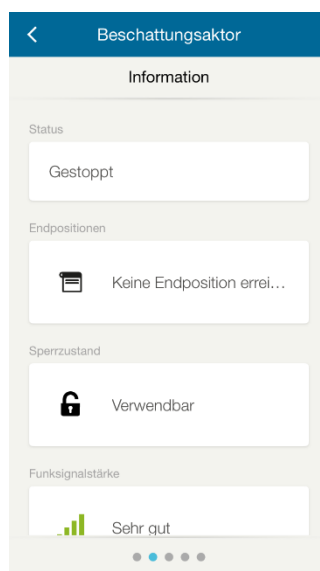 Beschattungsaktor
Information
Status
Gestoppt
Endpositionen
Keine Endposition errei...
Sperrzustand
Verwendbar
Funksignalstärke
Sehr gut